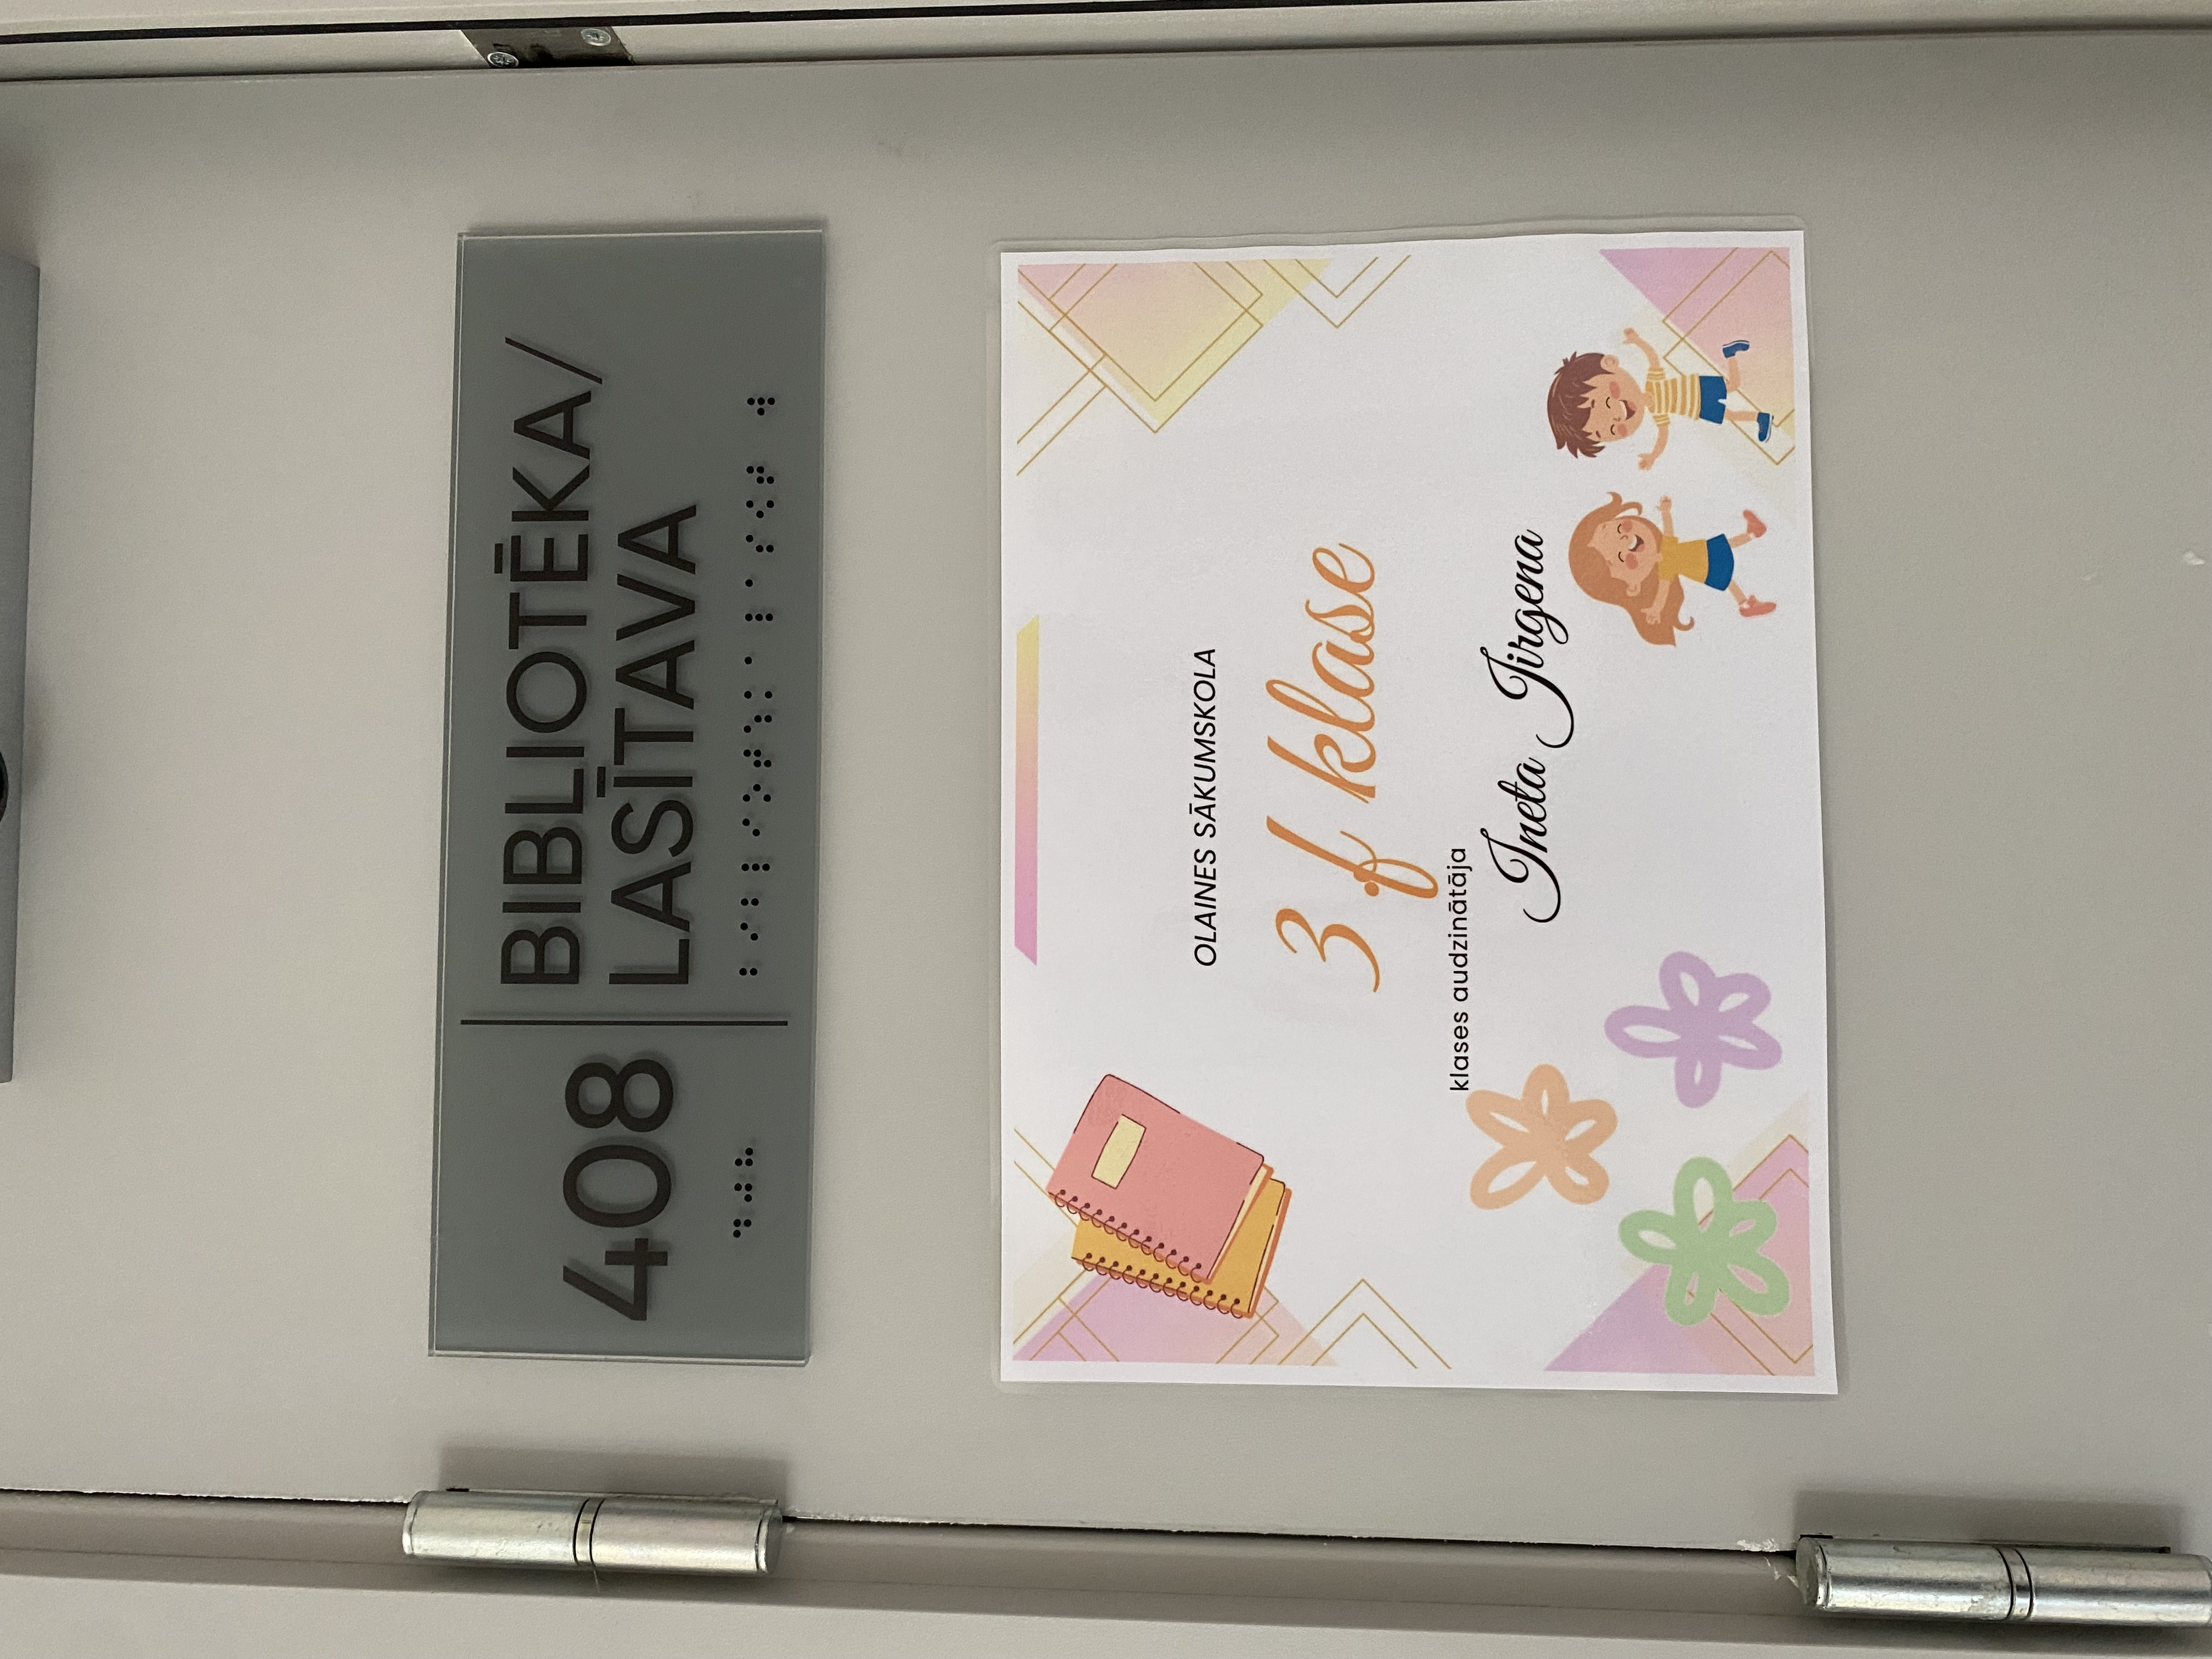 408
BIBLIOTĒKA/
LASĪTAVA
OLAINES SĀKUMSKOLA
3.f klase
klases audzinātāja
Ineta Jirgena